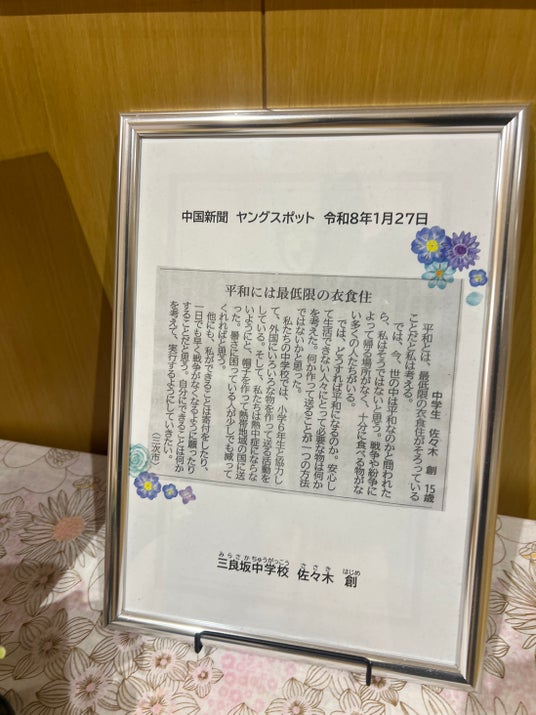 中国新聞 ヤングスポット 令和8年1月27日
平和には最低限の衣食住
中学生 佐々木 創 15歳
平和とは、最低限の衣食住がそろっている
ことだと私は考える。
では、今、世の中は平和なのかと問われた
ら、私はそうではないと思う。戦争や紛争に
よって帰る場所がなく、十分に食べる物がな
い多くの人たちがいる。
では、どうすれば平和になるのか。安心し
て生活できない人々にとって必要な物は何か
を考えた。何か作って送ることが一つの方法
ではないかと思った。
私たちの中学校では、小学6年生と協力し
て、外国にいろいろな物を作って送る活動を
している。そして、私たちは熱中症にならな
いようにと、帽子を作って熱帯地域の国に送
った。暑さに困っている人が少しでも減って
くれればと思う。
他にも、私ができることは寄付をしたり、
一日でも早く戦争がなくなるように願ったり
することだと思う。自分にできることは何か
を考えて、実行するようにしていきたい。
(三次市)
みらさかちゅうがっこう ささき はじめ
三良坂中学校 佐々木 創